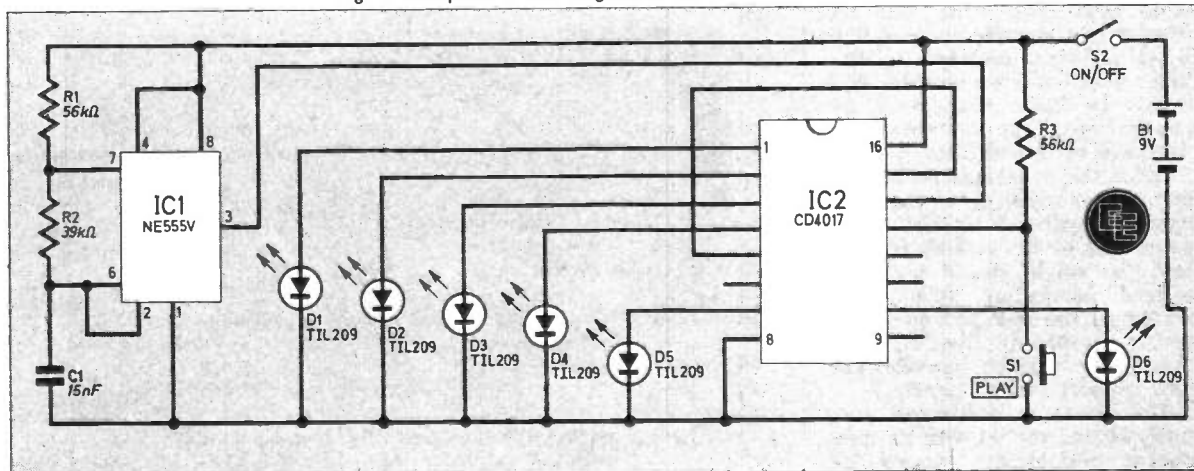 S2
ON/OFF
R1
56kΩ
4
8
R3
56kΩ
B1
9V
7
1
16
IC1
NE555V
3
IC2
CD4017
R2
39kΩ
6
2
1
D1
TIL209
D2
TIL209
D3
TIL209
D4
TIL209
D5
TIL209
8
9
S1
PLAY
D6
TIL209
C1
15nF
EE